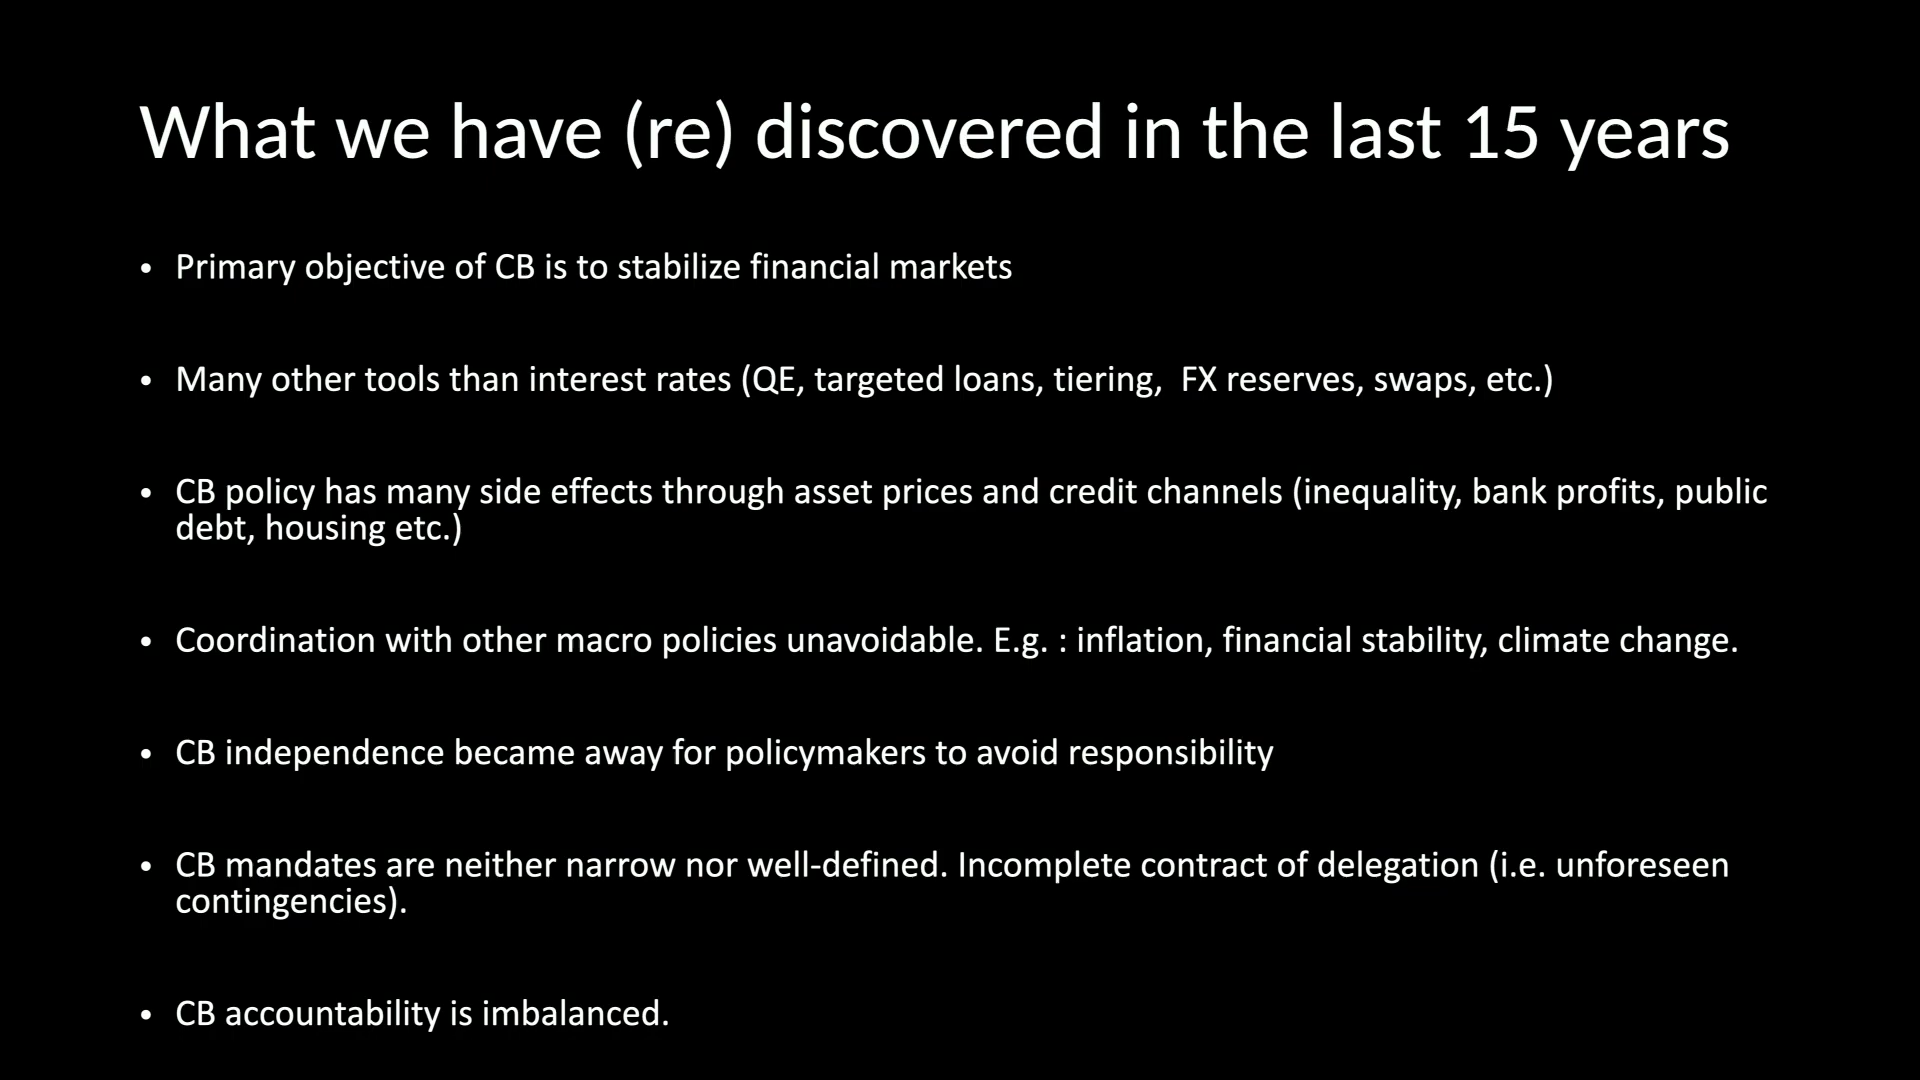 What we have (re) discovered in the last 15 years
• Primary objective of CB is to stabilize financial markets
• Many other tools than interest rates (QE, targeted loans, tiering,  FX reserves, swaps, etc.)
• CB policy has many side effects through asset prices and credit channels (inequality, bank profits, public
debt, housing etc.)
• Coordination with other macro policies unavoidable. E.g. : inflation, financial stability, climate change.
• CB independence became away for policymakers to avoid responsibility
• CB mandates are neither narrow nor well-defined. Incomplete contract of delegation (i.e. unforeseen
contingencies).
• CB accountability is imbalanced.